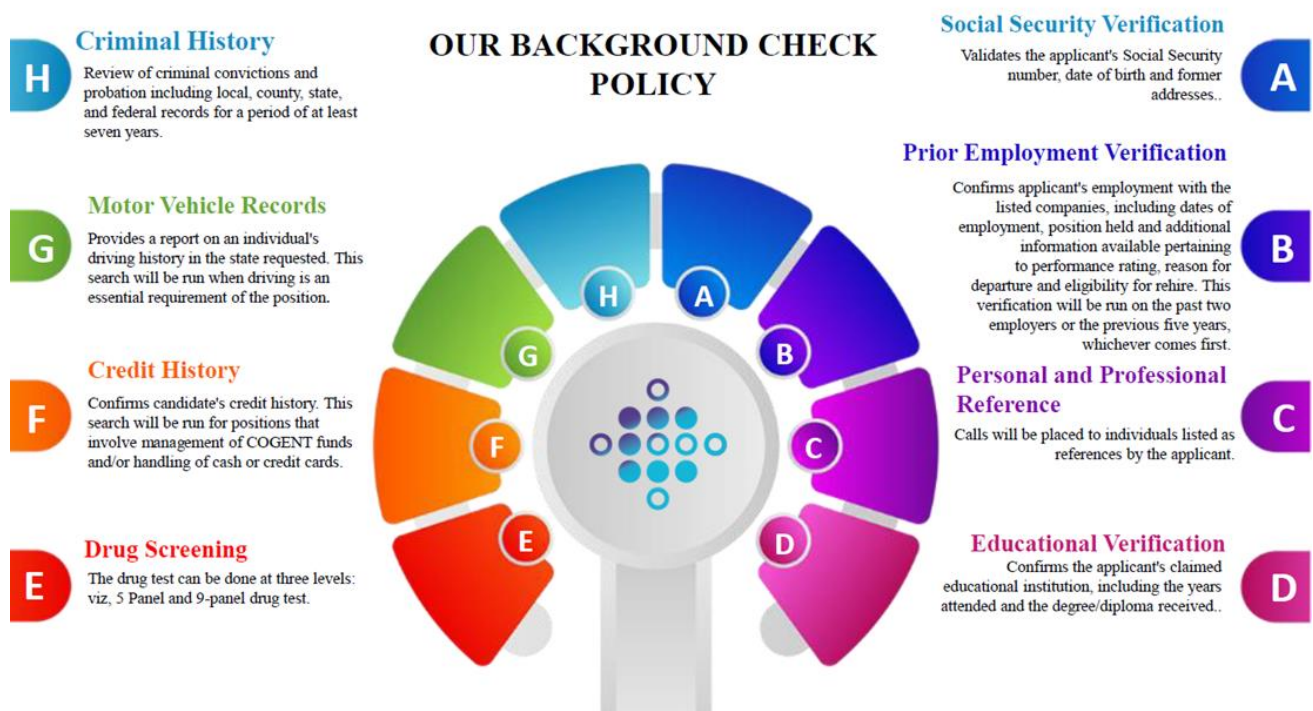 OUR BACKGROUND CHECK
POLICY
H
Criminal History
Review of criminal convictions and
probation including local, county, state,
and federal records for a period of at least
seven years.
G
Motor Vehicle Records
Provides a report on an individual's
driving history in the state requested. This
search will be run when driving is an
essential requirement of the position.
F
Credit History
Confirms candidate's credit history. This
search will be run for positions that
involve management of COGENT funds
and/or handling of cash or credit cards.
E
Drug Screening
The drug test can be done at three levels:
viz, 5 Panel and 9-panel drug test.
H
A
G
B
F
C
E
D
Social Security Verification
Validates the applicant's Social Security
number, date of birth and former
addresses..
A
Prior Employment Verification
Confirms applicant's employment with the
listed companies, including dates of
employment, position held and additional
information available pertaining
to performance rating, reason for
departure and eligibility for rehire. This
verification will be run on the past two
employers or the previous five years,
whichever comes first.
B
Personal and Professional
Reference
Calls will be placed to individuals listed as
references by the applicant.
C
Educational Verification
Confirms the applicant's claimed
educational institution, including the years
attended and the degree/diploma received..
D